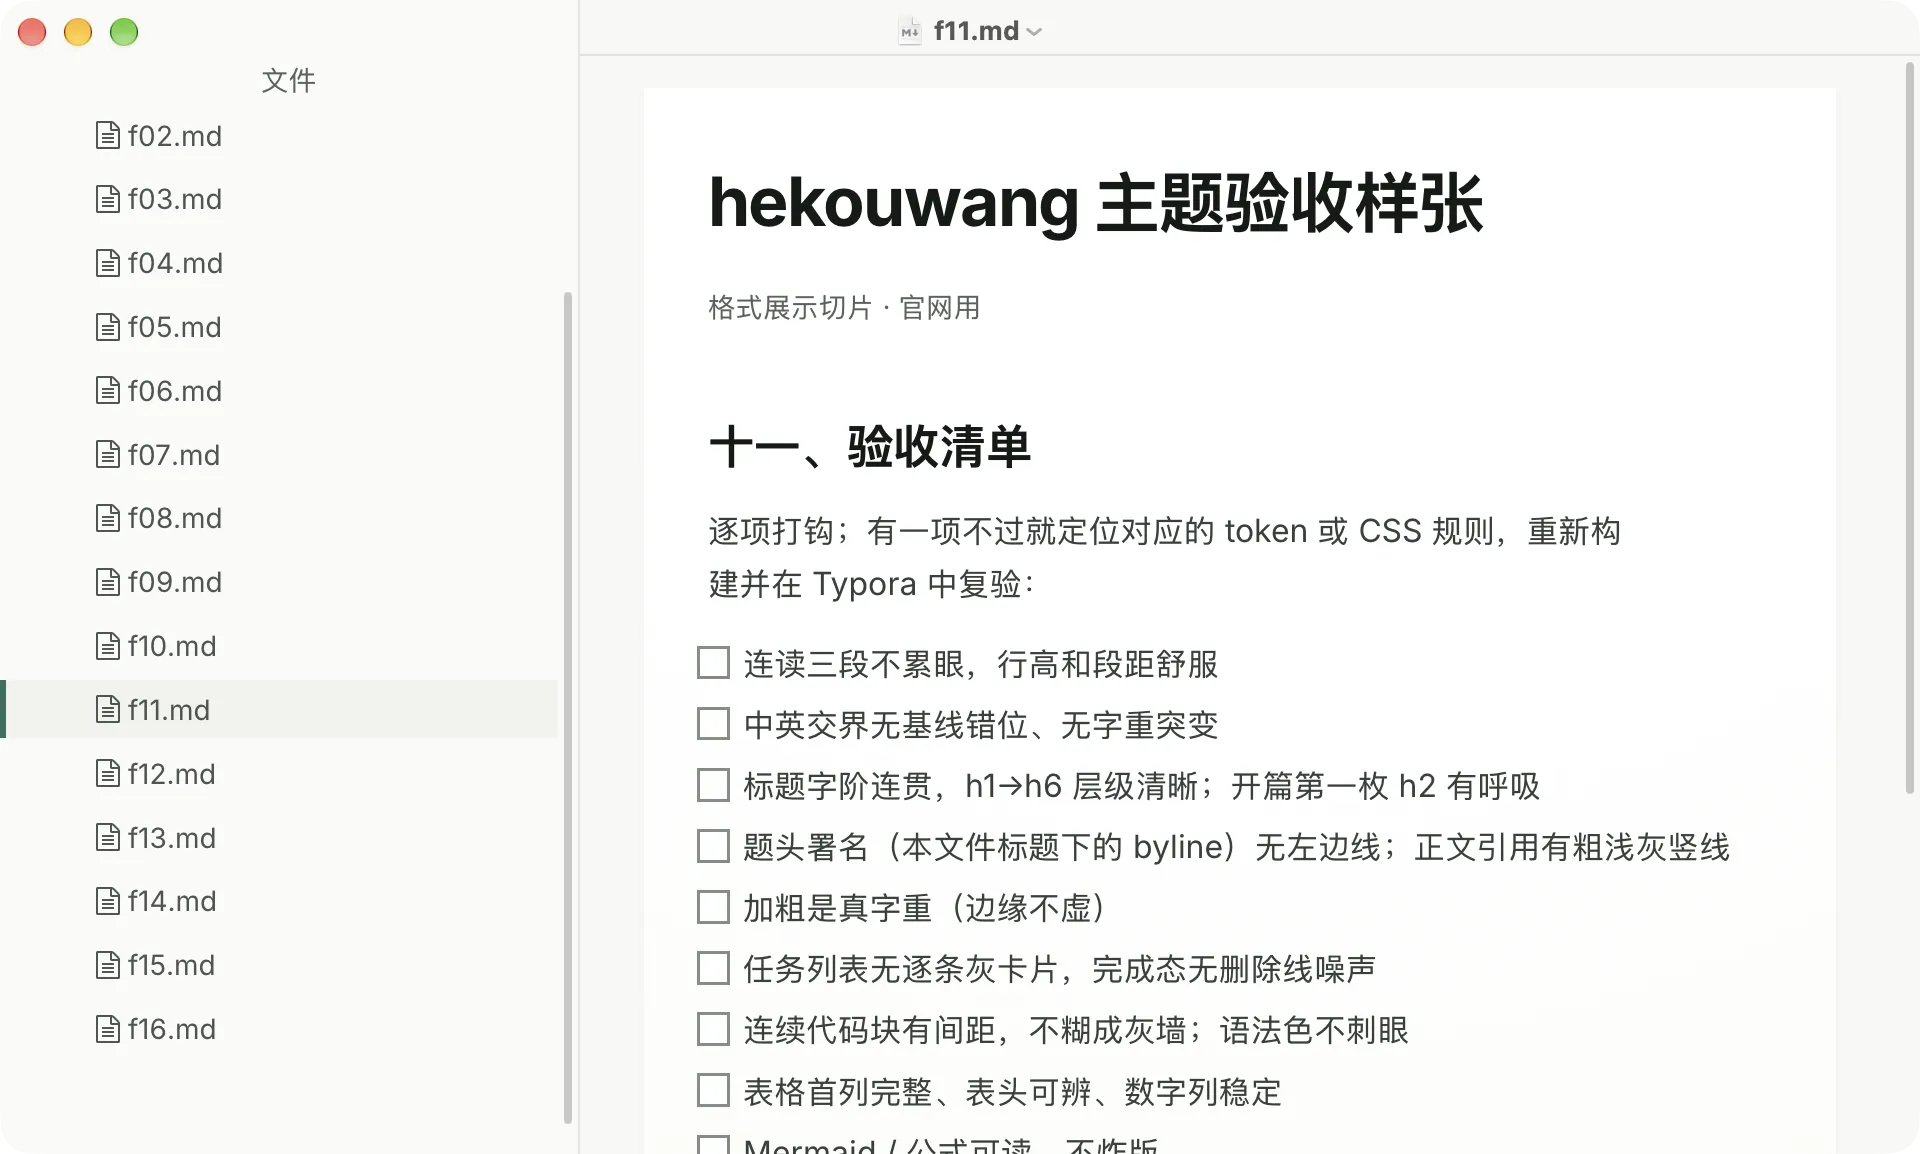 f11.md
文件
f02.md
f03.md
f04.md
f05.md
f06.md
f07.md
f08.md
f09.md
f10.md
f11.md
f12.md
f13.md
f14.md
f15.md
f16.md
hekouwang 主题验收样张
格式展示切片 · 官网用
十一、验收清单
逐项打钩；有一项不过就定位对应的 token 或 CSS 规则，重新构
建并在 Typora 中复验：
连读三段不累眼，行高和段距舒服
中英交界无基线错位、无字重突变
标题字阶连贯，h1→h6 层级清晰；开篇第一枚 h2 有呼吸
题头署名（本文件标题下的 byline）无左边线；正文引用有粗浅灰竖线
加粗是真字重（边缘不虚）
任务列表无逐条灰卡片，完成态无删除线噪声
连续代码块有间距，不糊成灰墙；语法色不刺眼
表格首列完整、表头可辨、数字列稳定
Mermaid / 公式可读、不炸版